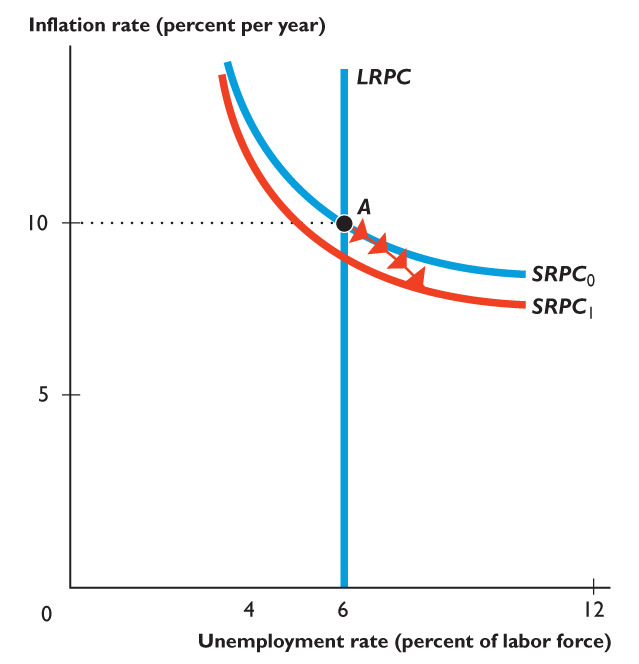 Inflation rate (percent per year)
LRPC
A
10
SRPC₀
SRPC₁
5
0
4
6
12
Unemployment rate (percent of labor force)